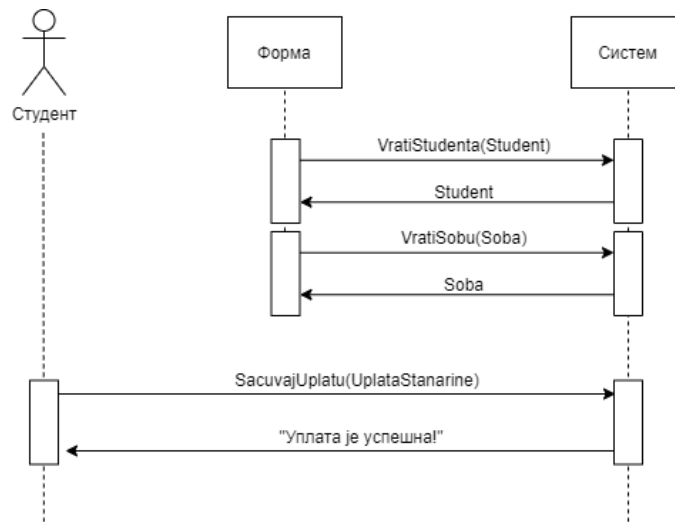 Форма
Систем
Студент
VratiStudenta(Student)
Student
VratiSobu(Soba)
Soba
SacuvajUplatu(UplataStanarine)
"Уплата је успешна!"